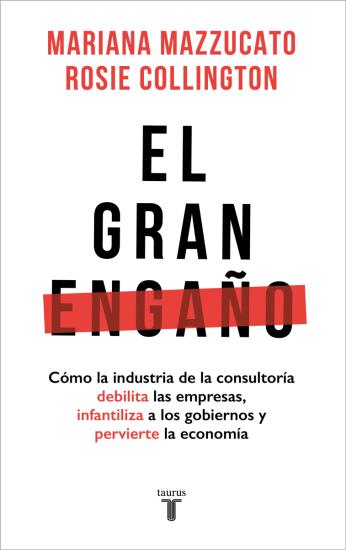 MARIANA MAZZUCATO
ROSIE COLLINGTON
EL
GRAN
ENGAÑO
Cómo la industria de la consultoría
debilita las empresas,
infantiliza a los gobiernos y
pervierte la economía
taurus